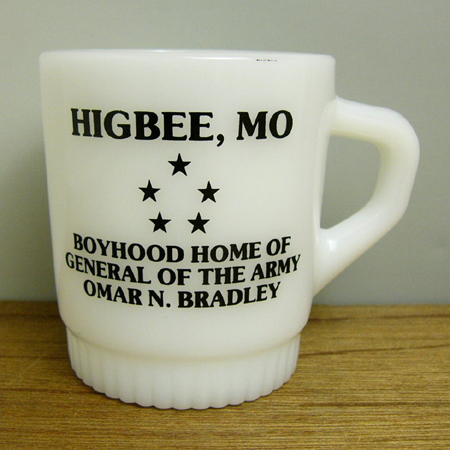 HIGBEE, MO
BOYHOOD HOME OF
GENERAL OF THE ARMY
OMAR N. BRADLEY